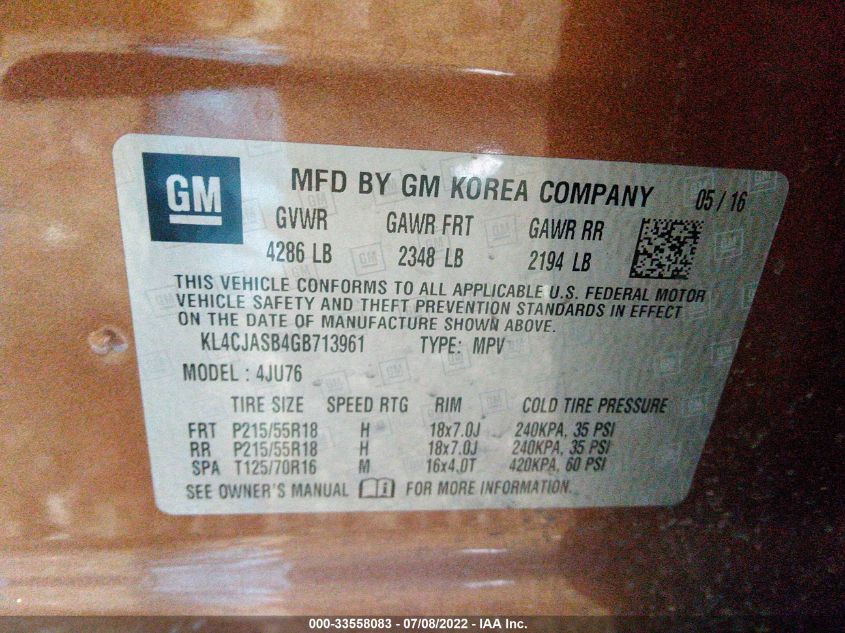 GM
MFD BY GM KOREA COMPANY 05 / 16
GVWR GAWR FRT GAWR RR
4286 LB 2348 LB 2194 LB
THIS VEHICLE CONFORMS TO ALL APPLICABLE U.S. FEDERAL MOTOR
VEHICLE SAFETY AND THEFT PREVENTION STANDARDS IN EFFECT
ON THE DATE OF MANUFACTURE SHOWN ABOVE.
KL4CJASB4GB713961 TYPE: MPV
MODEL : 4JU76
TIRE SIZE SPEED RTG RIM COLD TIRE PRESSURE
FRT P215/55R18 H 18x7.0J 240KPA, 35 PSI
RR P215/55R18 H 18x7.0J 240KPA, 35 PSI
SPA T125/70R16 M 16x4.0T 420KPA, 60 PSI
SEE OWNER'S MANUAL FOR MORE INFORMATION.
000-33558083 - 07/08/2022 - IAA Inc.